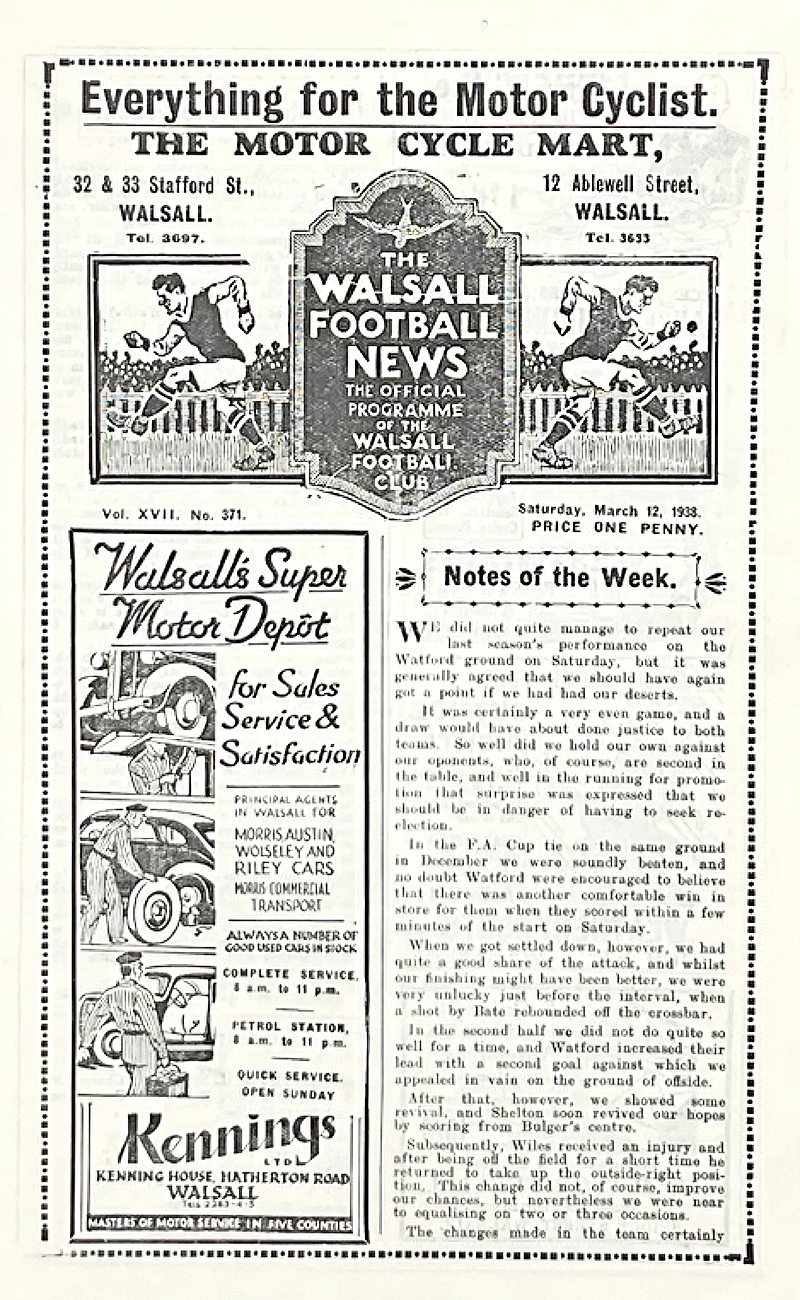 Everything for the Motor Cyclist.
THE MOTOR CYCLE MART,
32 & 33 Stafford St.,
WALSALL.
Tel. 3697.
12 Ablewell Street,
WALSALL.
Tel. 3633
THE
WALSALL
FOOTBALL
NEWS
THE OFFICIAL
PROGRAMME
OF THE
WALSALL
FOOTBALL
CLUB
Vol. XVII. No. 371.
Saturday, March 12, 1938.
PRICE ONE PENNY.
Walsall's Super
Motor Depôt
for Sales
Service &
Satisfaction
PRINCIPAL AGENTS
IN WALSALL FOR
MORRIS, AUSTIN,
WOLSELEY AND
RILEY CARS
MORRIS COMMERCIAL
TRANSPORT
ALWAYS A NUMBER OF
GOOD USED CARS IN STOCK
COMPLETE SERVICE,
8 a.m. to 11 p.m.
PETROL STATION,
8 a.m. to 11 p.m.
QUICK SERVICE.
OPEN SUNDAY
Kennings
LTD.
KENNING HOUSE, HATHERTON ROAD
WALSALL
Tels 2383-4-5
MASTERS OF MOTOR SERVICE IN FIVE COUNTIES
Notes of the Week.
WE did not quite manage to repeat our
last season's performance on the
Watford ground on Saturday, but it was
generally agreed that we should have again
got a point if we had had our deserts.
It was certainly a very even game, and a
draw would have about done justice to both
teams. So well did we hold our own against
our oponents, who, of course, are second in
the table, and well in the running for promo-
tion that surprise was expressed that we
should be in danger of having to seek re-
election.
In the F.A. Cup tie on the same ground
in December we were soundly beaten, and
no doubt Watford were encouraged to believe
that there was another comfortable win in
store for them when they scored within a few
minutes of the start on Saturday.
When we got settled down, however, we had
quite a good share of the attack, and whilst
our finishing might have been better, we were
very unlucky just before the interval, when
a shot by Bate rebounded off the crossbar.
In the second half we did not do quite so
well for a time, and Watford increased their
lead with a second goal against which we
appealed in vain on the ground of offside.
After that, however, we showed some
revival, and Shelton soon revived our hopes
by scoring from Bulger's centre.
Subsequently, Wiles received an injury and
after being off the field for a short time he
returned to take up the outside-right posi-
tion. This change did not, of course, improve
our chances, but nevertheless we were near
to equalising on two or three occasions.
The changes made in the team certainly